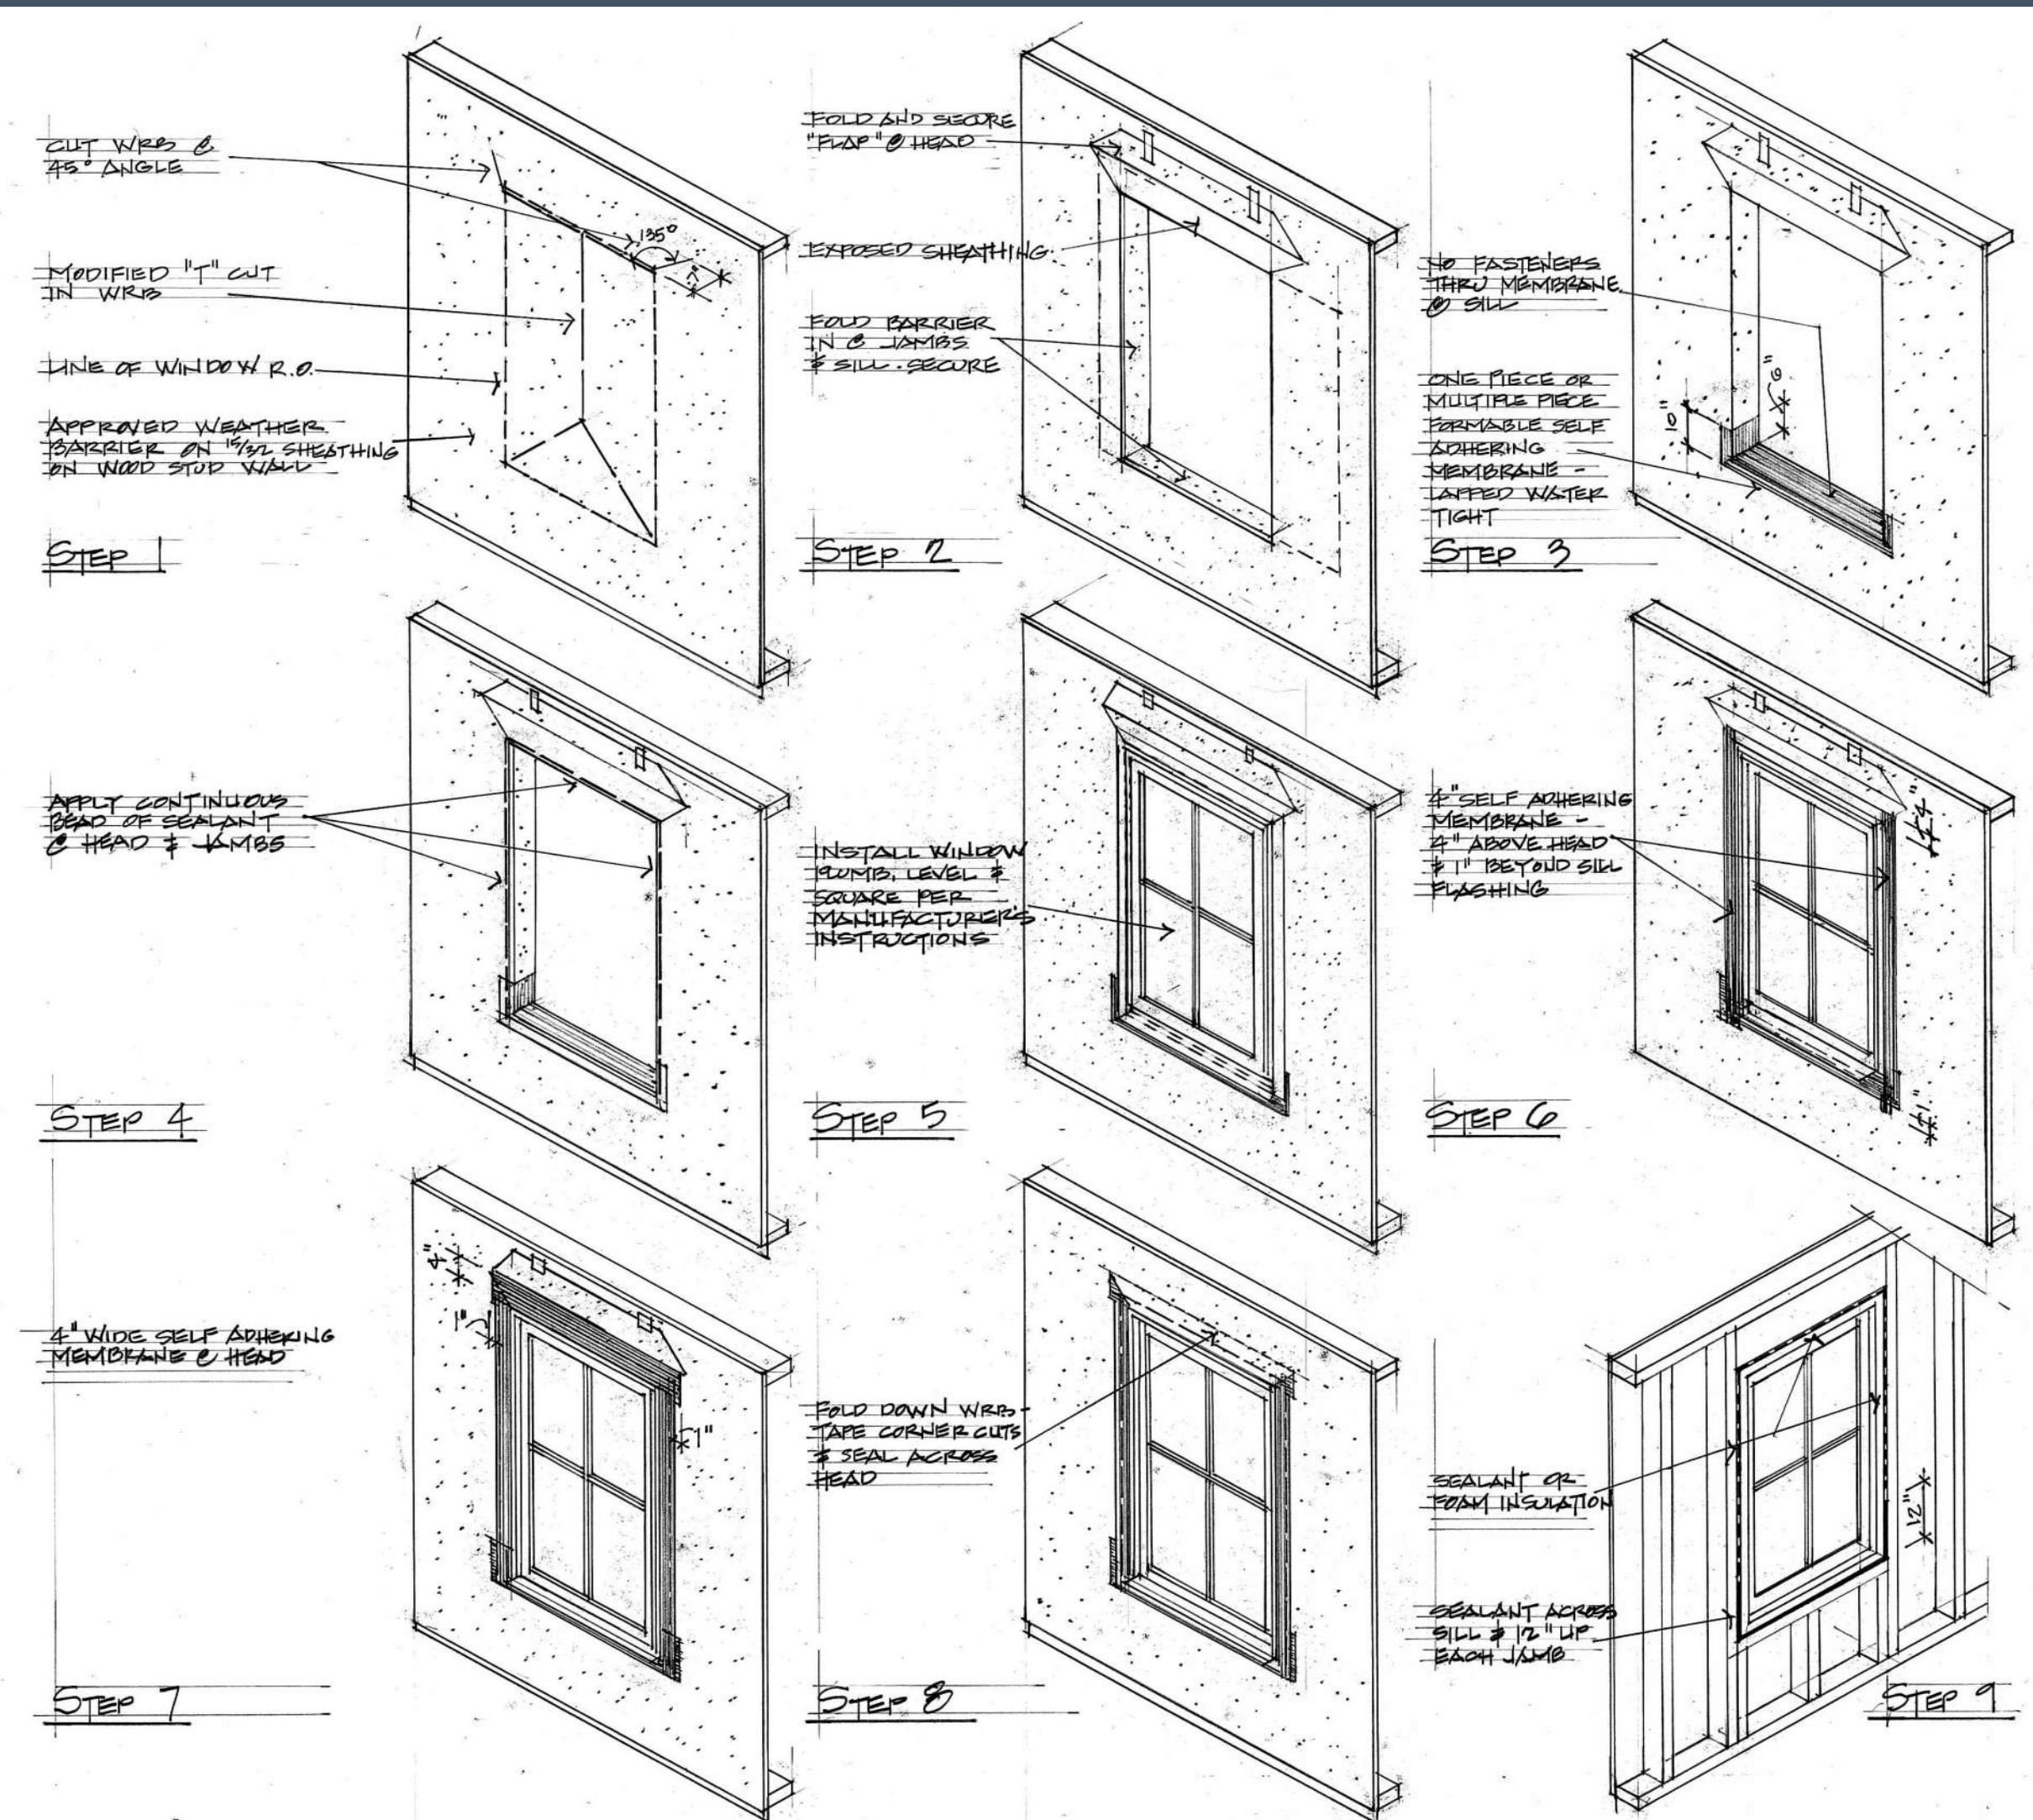 CUT WRB @
45° ANGLE
135°
7"
MODIFIED "T" CUT
IN WRB
LINE OF WINDOW R.O.
APPROVED WEATHER
BARRIER ON 15/32 SHEATHING
ON WOOD STUD WALL
STEP 1
FOLD AND SECURE
"FLAP" @ HEAD
EXPOSED SHEATHING
FOLD BARRIER
IN @ JAMBS
& SILL. SECURE
STEP 2
NO FASTENERS
THRU MEMBRANE
@ SILL
6"
10"
ONE PIECE OR
MULTIPLE PIECE
FORMABLE SELF
ADHERING
MEMBRANE -
LAPPED WATER
TIGHT
STEP 3
APPLY CONTINUOUS
BEAD OF SEALANT
@ HEAD & JAMBS
STEP 4
INSTALL WINDOW
PLUMB, LEVEL &
SQUARE PER
MANUFACTURER'S
INSTRUCTIONS
STEP 5
4" SELF ADHERING
MEMBRANE -
4" ABOVE HEAD
& 1" BEYOND SILL
FLASHING
4"
1"
STEP 6
4"
1"
4" WIDE SELF ADHERING
MEMBRANE @ HEAD
1"
STEP 7
FOLD DOWN WRB -
TAPE CORNER CUTS
& SEAL ACROSS
HEAD
STEP 8
SEALANT OR
FOAM INSULATION
12"
SEALANT ACROSS
SILL & 12" UP
EACH JAMB
STEP 9